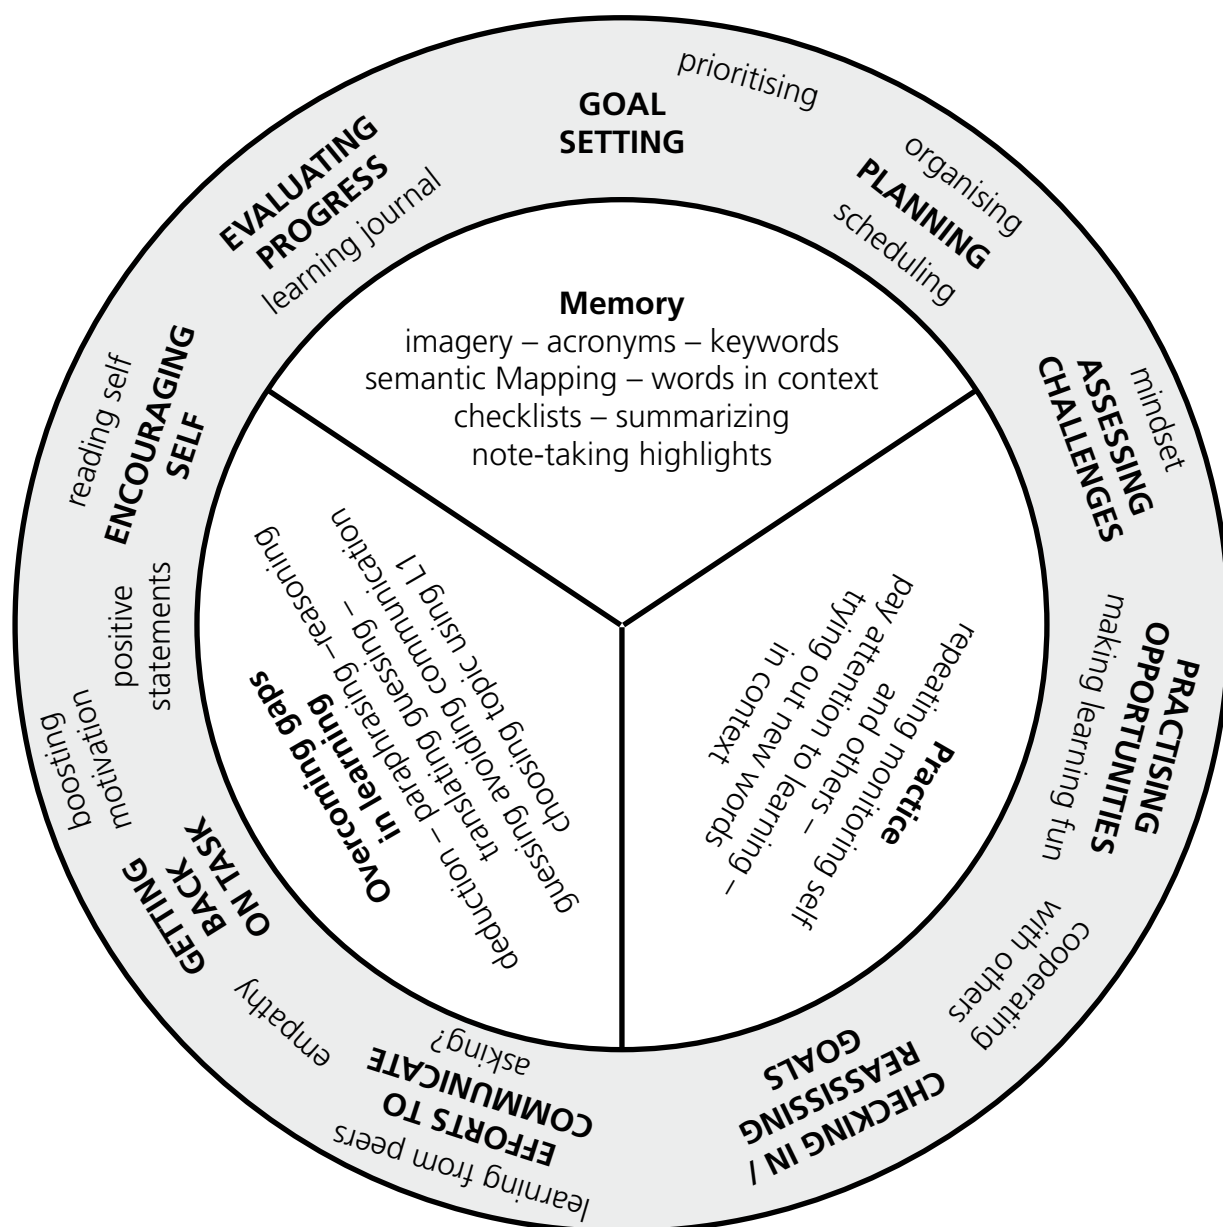 GOAL
SETTING
prioritising
organising
PLANNING
scheduling
mindset
ASSESSING
CHALLENGES
PRACTISING
OPPORTUNITIES
making learning fun
cooperating
with others
CHECKING IN /
REASSISSING
GOALS
learning from peers
EFFORTS TO
COMMUNICATE
asking?
empathy
GETTING
BACK
ON TASK
boosting
motivation
positive
statements
reading self
ENCOURAGING
SELF
EVALUATING
PROGRESS
learning journal
Memory
imagery – acronyms – keywords
semantic Mapping – words in context
checklists – summarizing
note-taking highlights
Practice
repeating monitoring self
and others –
pay attention to learning –
trying out new words
in context
Overcoming gaps
in learning
deduction – paraphrasing –reasoning
translating guessing –
guessing avoiding communication
choosing topic using L1